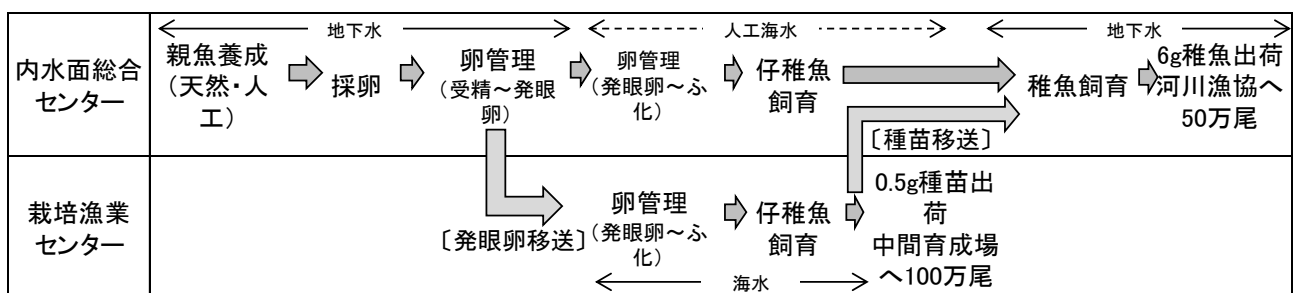 地下水
人工海水
地下水
内水面総合
センター
親魚養成
(天然・人
工)
採卵
卵管理
(受精~発眼
卵)
卵管理
(発眼卵~ふ
化)
仔稚魚
飼育
稚魚飼育
6g稚魚出荷
河川漁協へ
50万尾
〔種苗移送〕
栽培漁業
センター
〔発眼卵移送〕
卵管理
(発眼卵~ふ
化)
仔稚魚
飼育
0.5g種苗出
荷
中間育成場
へ100万尾
海水